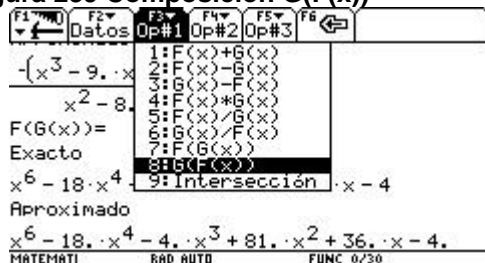 Composición G(F(x))
F1 F2 F3 F4 F5 F6
Datos Op#1 Op#2 Op#3
1:F(x)+G(x)
2:F(x)-G(x)
3:G(x)-F(x)
4:F(x)*G(x)
5:F(x)/G(x)
6:G(x)/F(x)
7:F(G(x))
8:G(F(x))
9:Intersección
-(x³ - 9. · x
x² - 8.
F(G(x))=
Exacto
x⁶ - 18 · x⁴ · x - 4
Aproximado
x⁶ - 18. · x⁴ - 4. · x³ + 81. · x² + 36. · x - 4.
MATEMATI RAD AUTO FUNC 0/30